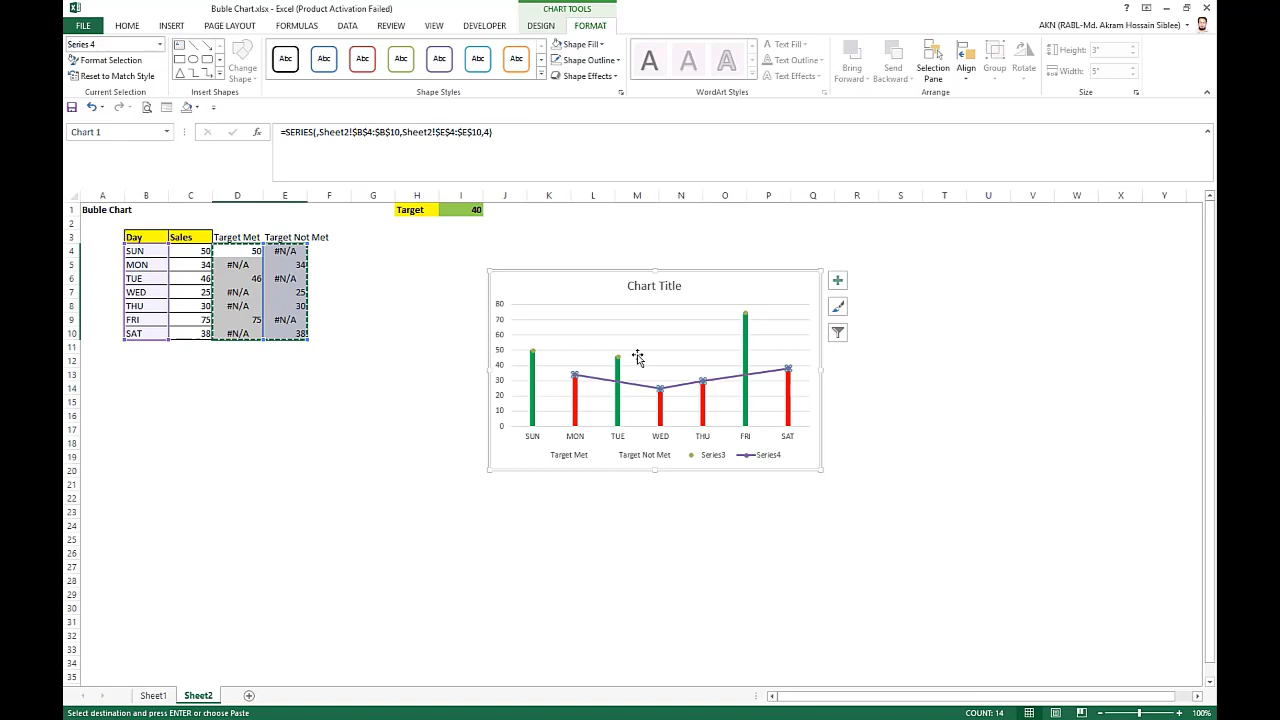 Buble Chart.xlsx - Excel (Product Activation Failed)
CHART TOOLS
FILE HOME INSERT PAGE LAYOUT FORMULAS DATA REVIEW VIEW DEVELOPER DESIGN FORMAT AKN (RABL-Md. Akram Hossain Siblee)
Series 4
Format Selection
Reset to Match Style
Current Selection
Change Shape
Insert Shapes
Abc Abc Abc Abc Abc Abc Abc
Shape Fill
Shape Outline
Shape Effects
Shape Styles
A A A
Text Fill
Text Outline
Text Effects
WordArt Styles
Bring Forward
Send Backward
Selection Pane
Align
Group
Rotate
Arrange
Height: 3"
Width: 5"
Size
Chart 1
fx
=SERIES(,Sheet2!$B$4:$B$10,Sheet2!$E$4:$E$10,4)
A B C D E F G H I J K L M N O P Q R S T U V W X Y
1 Buble Chart Target 40
2
3 Day Sales Target Met Target Not Met
4 SUN 50 50 #N/A
5 MON 34 #N/A 34
6 TUE 46 46 #N/A
7 WED 25 #N/A 25
8 THU 30 #N/A 30
9 FRI 75 75 #N/A
10 SAT 38 #N/A 38
11
12
13
14
15
16
17
18
19
20
21
22
23
24
25
26
27
28
29
30
31
32
33
34
35
Chart Title
80
70
60
50
40
30
20
10
0
SUN MON TUE WED THU FRI SAT
Target Met Target Not Met Series3 Series4
Sheet1 Sheet2
Select destination and press ENTER or choose Paste
COUNT: 14
100%